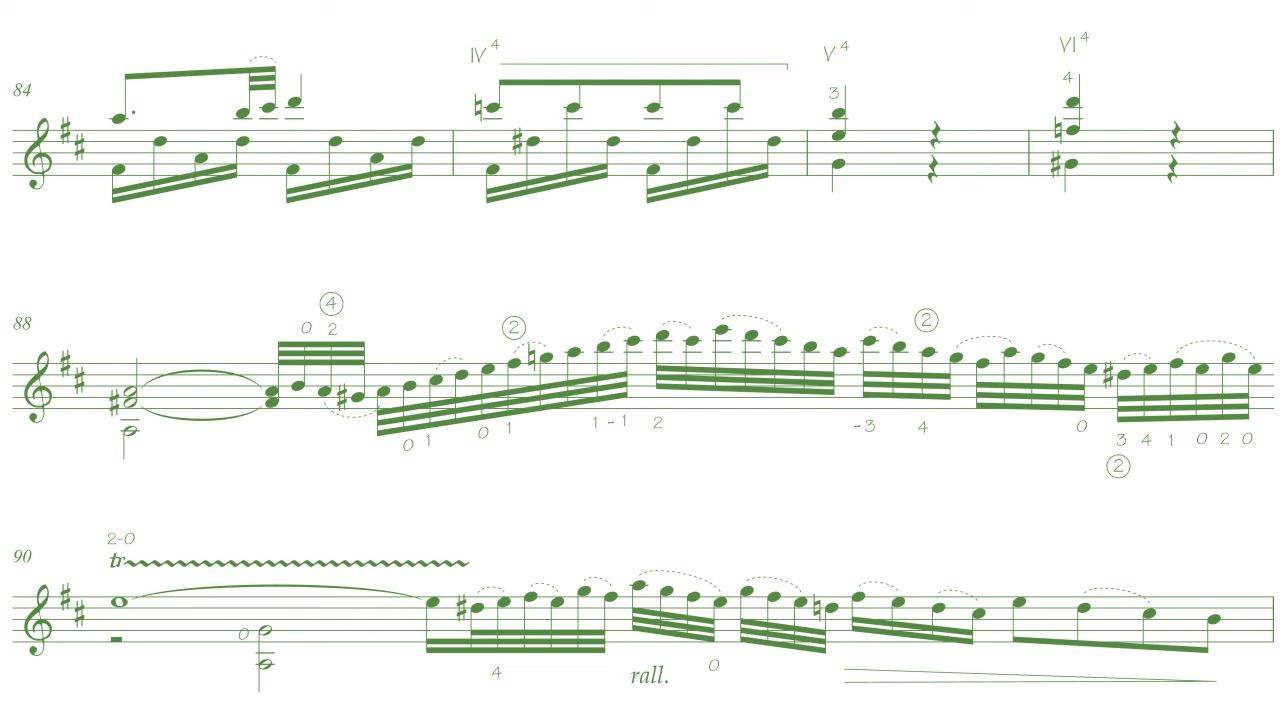 IV 4 V 4 VI 4
84 3 4
4
88 0 2 2 2
1 - 1 2 -3 4 0 3 4 1 0 2 0
0 1 0 1
2
2-0
90 tr
0
4 rall. 0